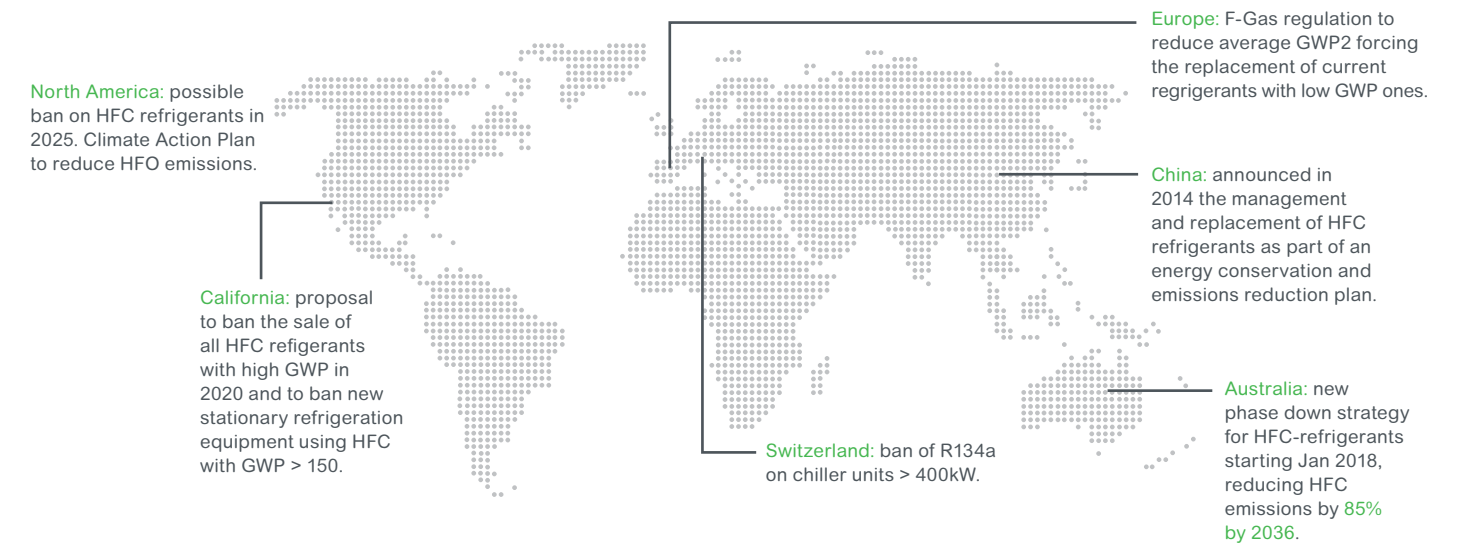 North America: possible
ban on HFC refrigerants in
2025. Climate Action Plan
to reduce HFO emissions.
California: proposal
to ban the sale of
all HFC refigerants
with high GWP in
2020 and to ban new
stationary refrigeration
equipment using HFC
with GWP > 150.
Switzerland: ban of R134a
on chiller units > 400kW.
Europe: F-Gas regulation to
reduce average GWP2 forcing
the replacement of current
regrigerants with low GWP ones.
China: announced in
2014 the management
and replacement of HFC
refrigerants as part of an
energy conservation and
emissions reduction plan.
Australia: new
phase down strategy
for HFC-refrigerants
starting Jan 2018,
reducing HFC
emissions by 85%
by 2036.